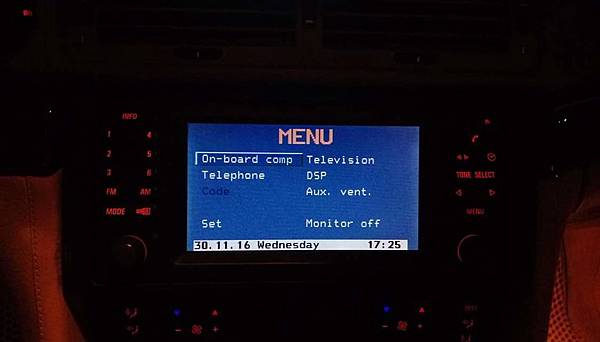 INFO
MENU
1 4
2 5
3 6
FM AM
MODE
On-board comp Television
Telephone DSP
Code Aux. vent.
Set Monitor off
30.11.16 Wednesday 17:25
TONE SELECT
MENU